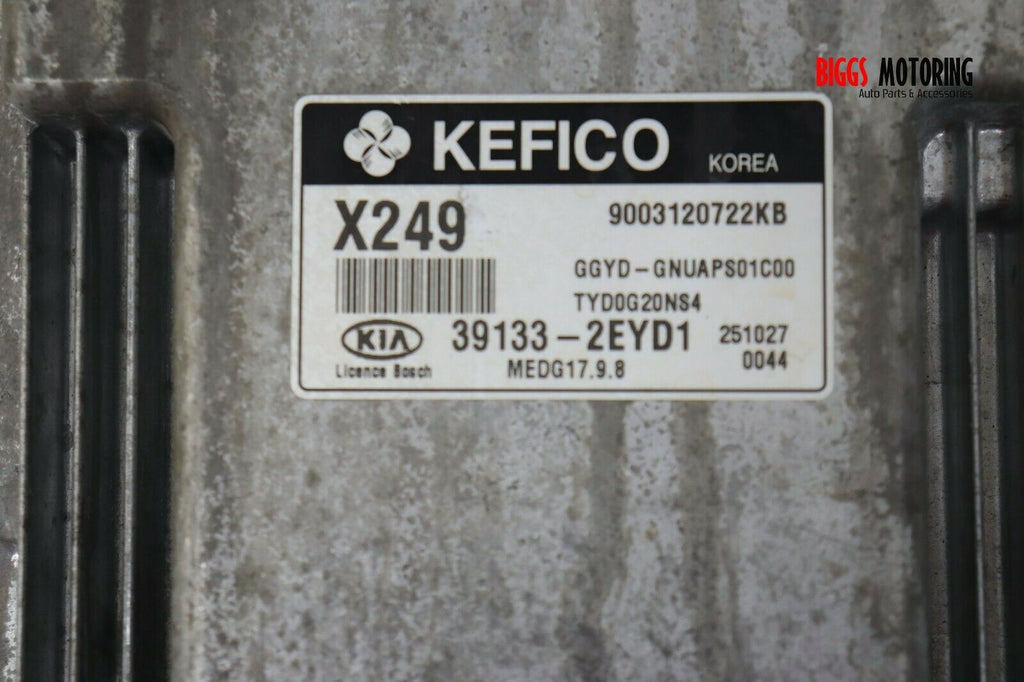 BIGGS MOTORING
Auto Parts & Accessories
KEFICO KOREA
X249 9003120722KB
GGYD-GNUAPS01C00
TYD0G20NS4
KIA 39133-2EYD1 251027
Licence Bosch MEDG17.9.8 0044